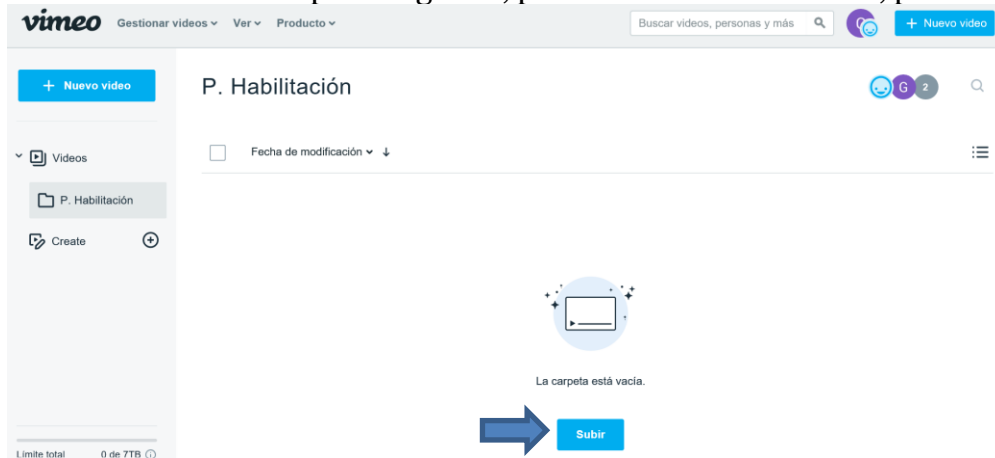 vimeo Gestionar videos Ver Producto Buscar videos, personas y más + Nuevo video
+ Nuevo video
P. Habilitación
G 2
Fecha de modificación
Videos
P. Habilitación
Create
La carpeta está vacía.
Subir
Límite total 0 de 7TB